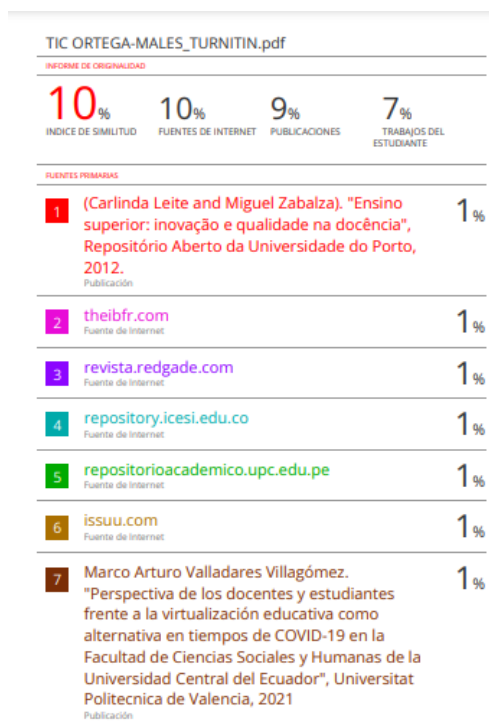 TIC ORTEGA-MALES_TURNITIN.pdf
INFORME DE ORIGINALIDAD
10% 10% 9% 7%
INDICE DE SIMILITUD FUENTES DE INTERNET PUBLICACIONES TRABAJOS DEL
ESTUDIANTE
FUENTES PRIMARIAS
1 (Carlinda Leite and Miguel Zabalza). "Ensino 1%
superior: inovação e qualidade na docência",
Repositório Aberto da Universidade do Porto,
2012.
Publicación
2 theibfr.com 1%
Fuente de Internet
3 revista.redgade.com 1%
Fuente de Internet
4 repository.icesi.edu.co 1%
Fuente de Internet
5 repositorioacademico.upc.edu.pe 1%
Fuente de Internet
6 issuu.com 1%
Fuente de Internet
7 Marco Arturo Valladares Villagómez. 1%
"Perspectiva de los docentes y estudiantes
frente a la virtualización educativa como
alternativa en tiempos de COVID-19 en la
Facultad de Ciencias Sociales y Humanas de la
Universidad Central del Ecuador", Universitat
Politecnica de Valencia, 2021
Publicación